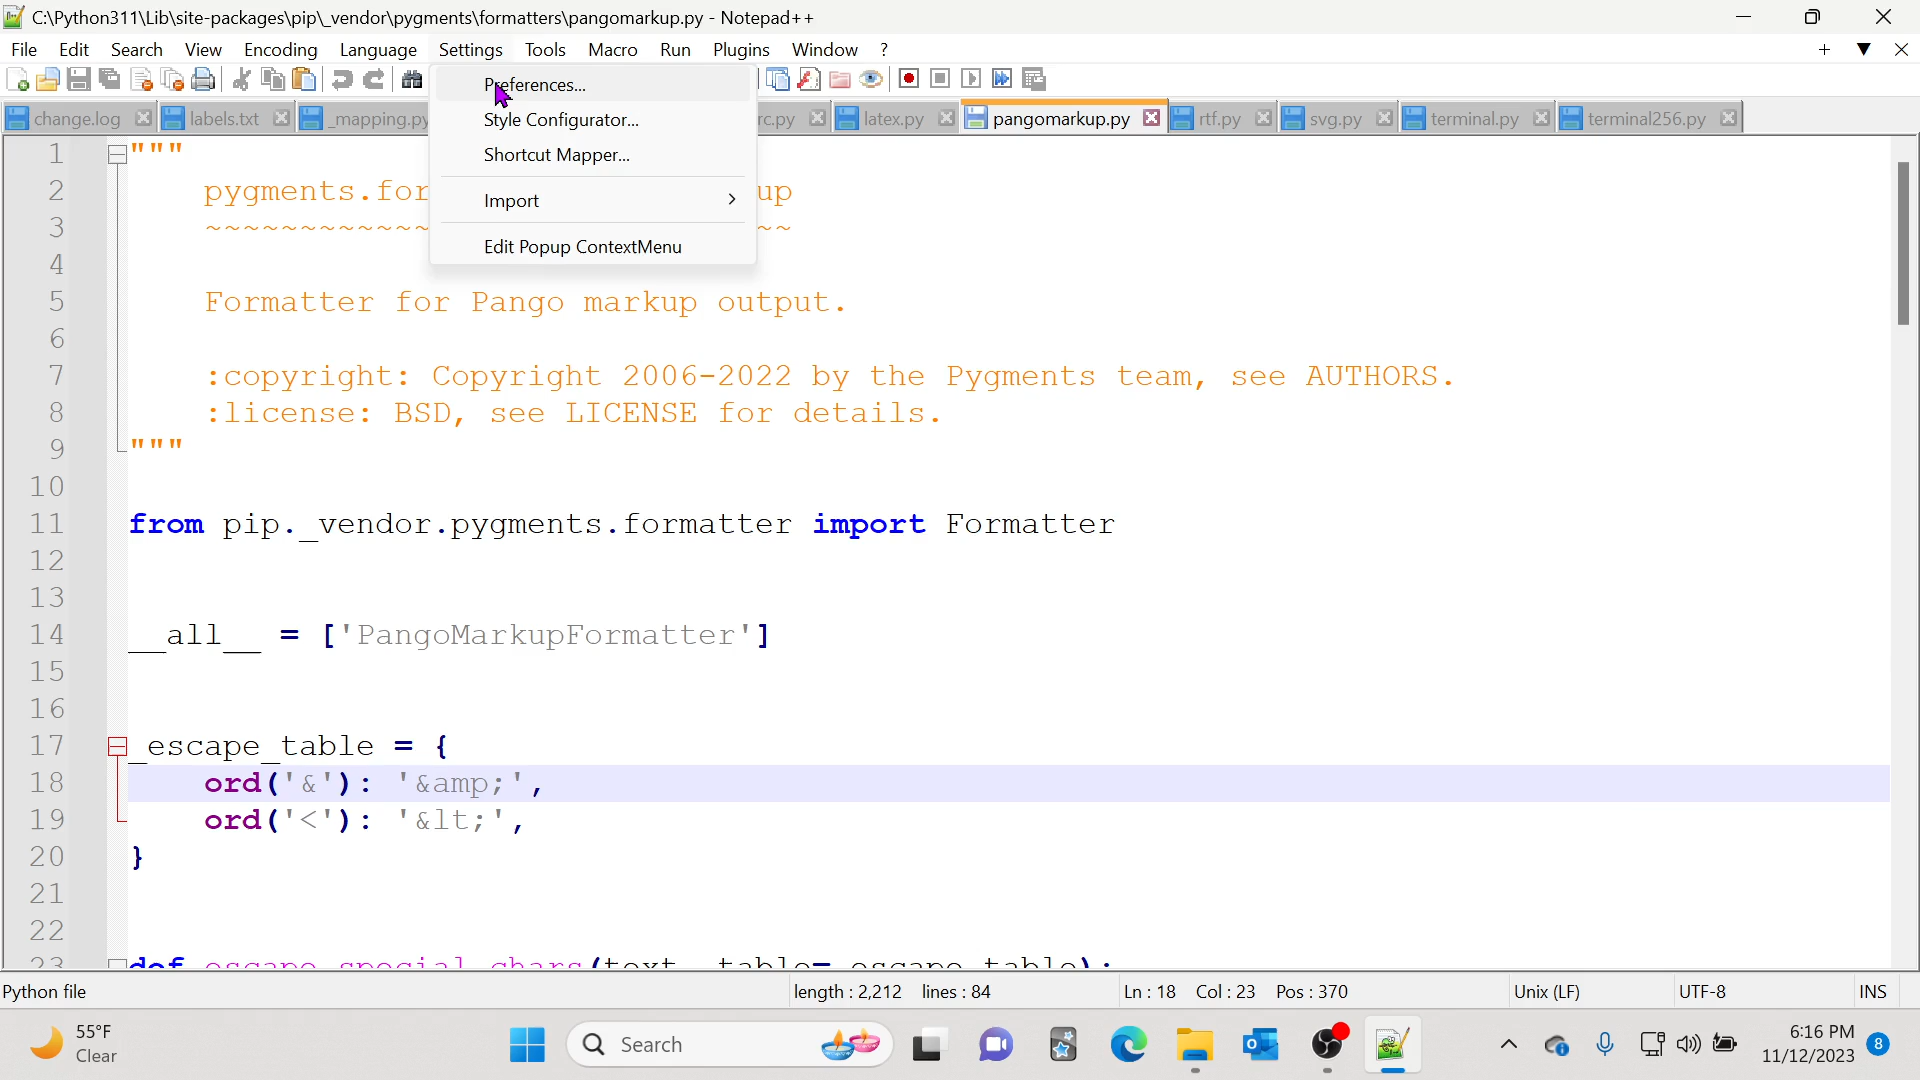 C:\Python311\Lib\site-packages\pip\_vendor\pygments\formatters\pangomarkup.py - Notepad++
File Edit Search View Encoding Language Settings Tools Macro Run Plugins Window ?
Preferences...
Style Configurator...
Shortcut Mapper...
Import
Edit Popup ContextMenu
change.log labels.txt _mapping.py rc.py latex.py pangomarkup.py rtf.py svg.py terminal.py terminal256.py
1 """
2 pygments.for up
3 ~~~~~~~~~~~~ ~~
4
5 Formatter for Pango markup output.
6
7 :copyright: Copyright 2006-2022 by the Pygments team, see AUTHORS.
8 :license: BSD, see LICENSE for details.
9 """
10
11 from pip._vendor.pygments.formatter import Formatter
12
13
14 __all__ = ['PangoMarkupFormatter']
15
16
17 _escape_table = {
18 ord('&'): '&amp;',
19 ord('<'): '&lt;',
20 }
21
22
23 def escape_special_chars(text, table=_escape_table):
Python file length : 2,212 lines : 84 Ln : 18 Col : 23 Pos : 370 Unix (LF) UTF-8 INS
55°F
Clear
Search
6:16 PM
11/12/2023
8